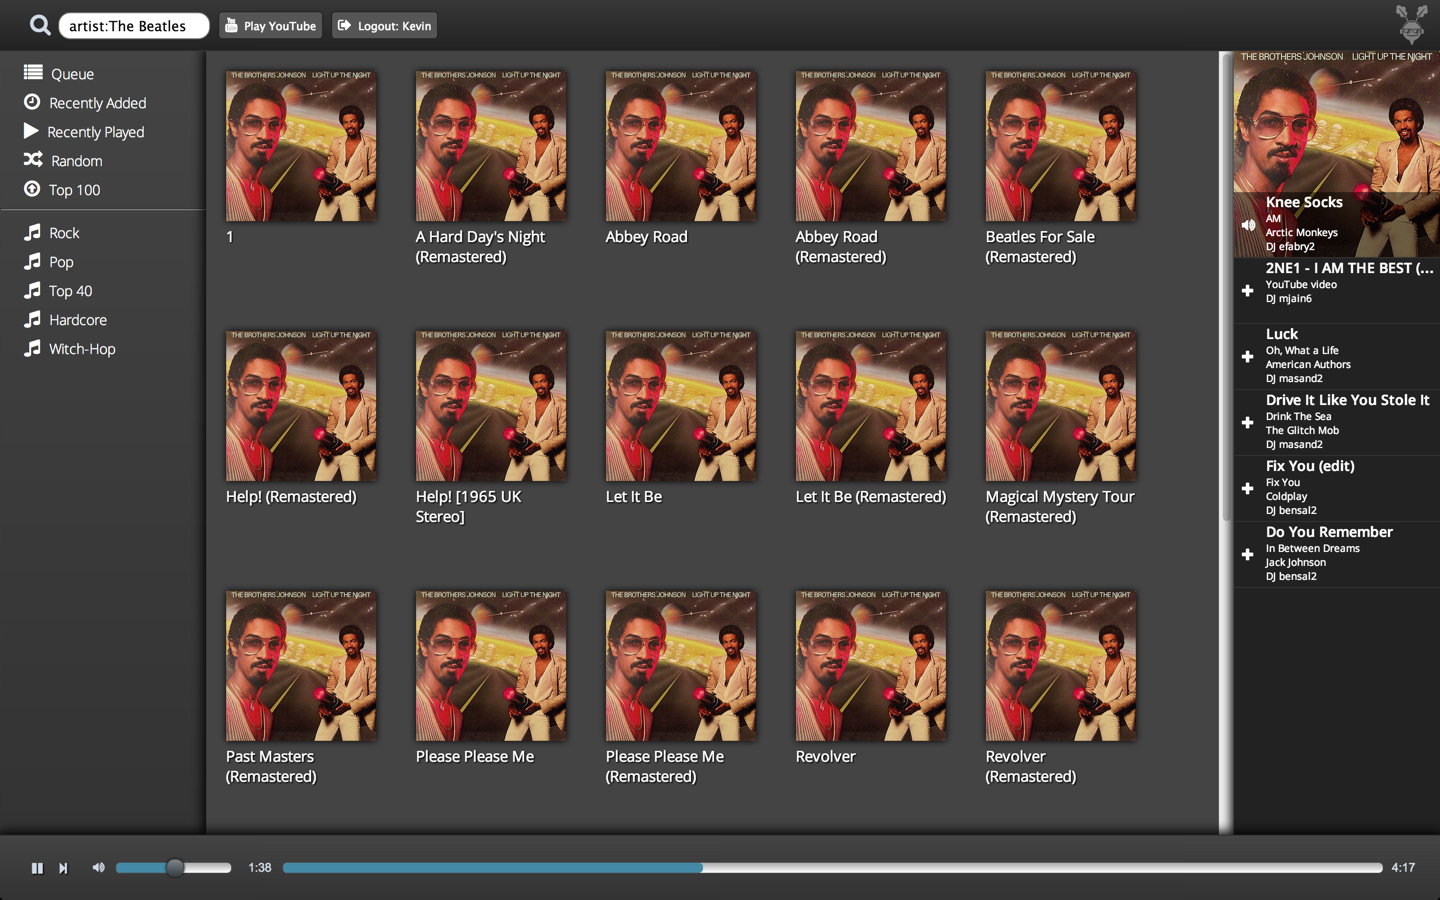 artist:The Beatles
Play YouTube
Logout: Kevin
Queue
Recently Added
Recently Played
Random
Top 100
Rock
Pop
Top 40
Hardcore
Witch-Hop
THE BROTHERS JOHNSON LIGHT UP THE NIGHT
THE BROTHERS JOHNSON LIGHT UP THE NIGHT
THE BROTHERS JOHNSON LIGHT UP THE NIGHT
THE BROTHERS JOHNSON LIGHT UP THE NIGHT
THE BROTHERS JOHNSON LIGHT UP THE NIGHT
1
A Hard Day's Night
(Remastered)
Abbey Road
Abbey Road
(Remastered)
Beatles For Sale
(Remastered)
THE BROTHERS JOHNSON LIGHT UP THE NIGHT
THE BROTHERS JOHNSON LIGHT UP THE NIGHT
THE BROTHERS JOHNSON LIGHT UP THE NIGHT
THE BROTHERS JOHNSON LIGHT UP THE NIGHT
THE BROTHERS JOHNSON LIGHT UP THE NIGHT
Help! (Remastered)
Help! [1965 UK
Stereo]
Let It Be
Let It Be (Remastered)
Magical Mystery Tour
(Remastered)
THE BROTHERS JOHNSON LIGHT UP THE NIGHT
THE BROTHERS JOHNSON LIGHT UP THE NIGHT
THE BROTHERS JOHNSON LIGHT UP THE NIGHT
THE BROTHERS JOHNSON LIGHT UP THE NIGHT
THE BROTHERS JOHNSON LIGHT UP THE NIGHT
Past Masters
(Remastered)
Please Please Me
Please Please Me
(Remastered)
Revolver
Revolver
(Remastered)
THE BROTHERS JOHNSON LIGHT UP THE NIGHT
Knee Socks
AM
Arctic Monkeys
DJ efabry2
2NE1 - I AM THE BEST (...
YouTube video
DJ mjain6
Luck
Oh, What a Life
American Authors
DJ masand2
Drive It Like You Stole It
Drink The Sea
The Glitch Mob
DJ masand2
Fix You (edit)
Fix You
Coldplay
DJ bensal2
Do You Remember
In Between Dreams
Jack Johnson
DJ bensal2
1:38
4:17